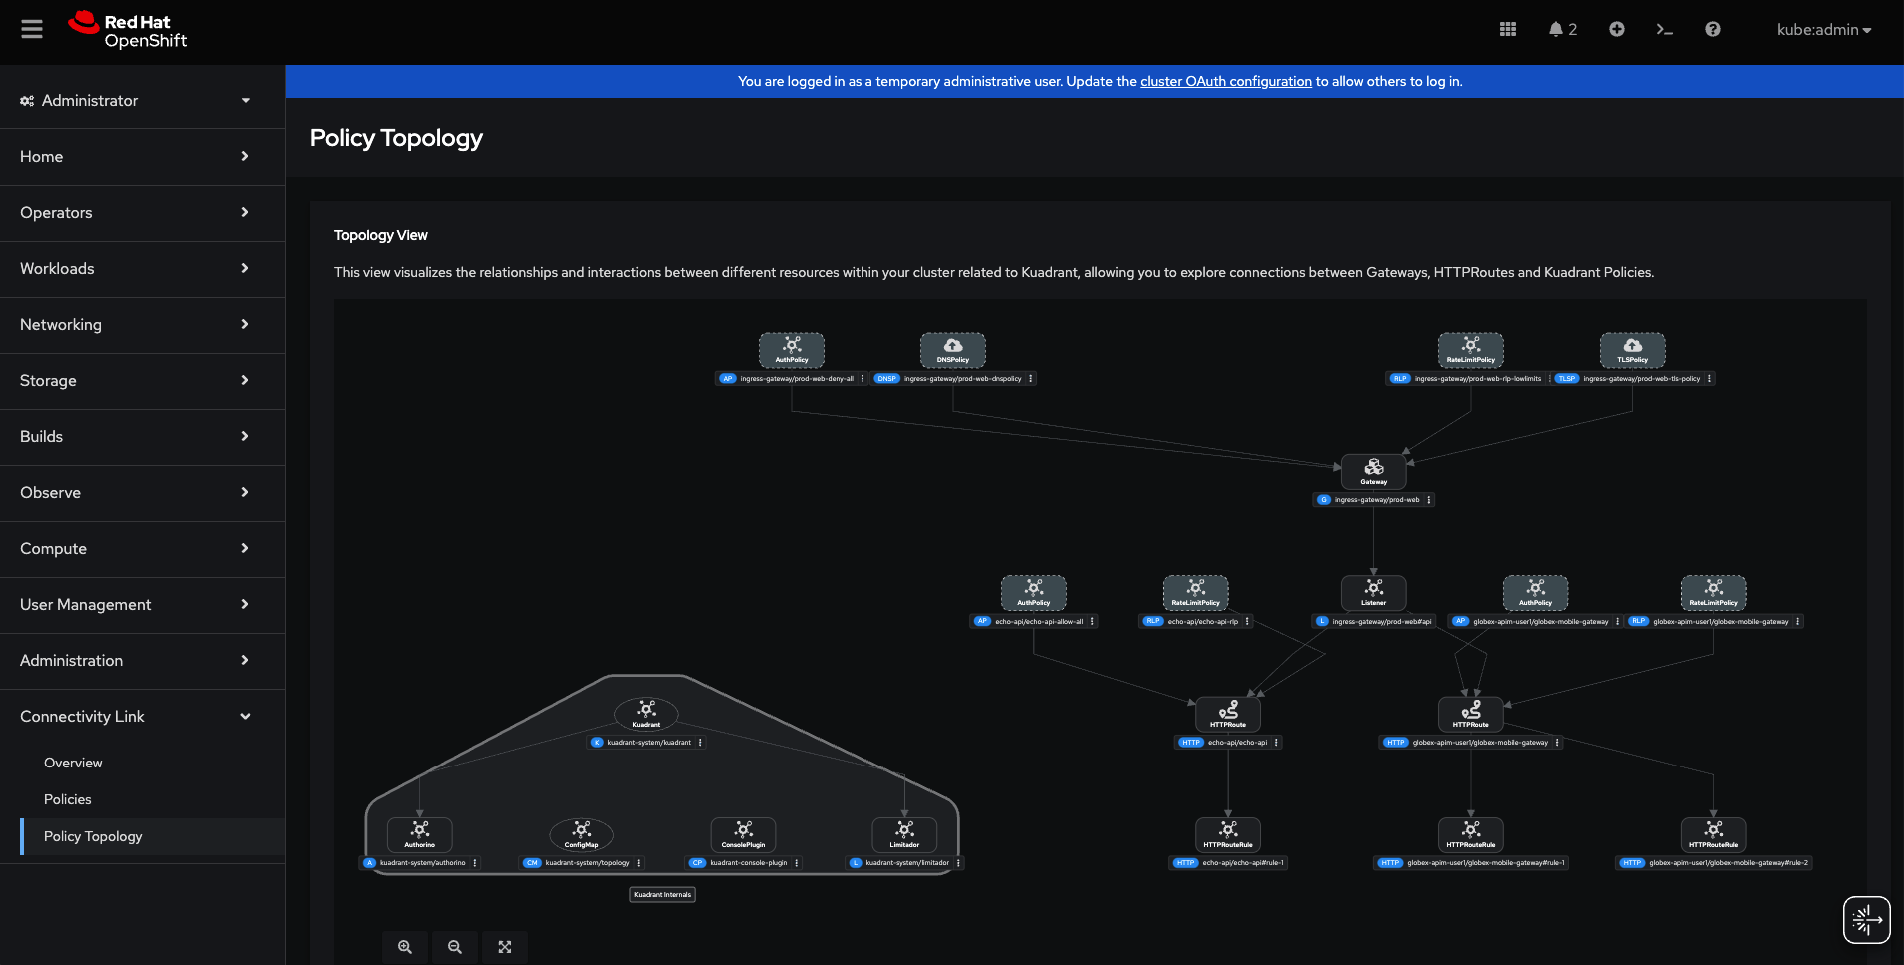 Red Hat
OpenShift
2
kube:admin
You are logged in as a temporary administrative user. Update the cluster OAuth configuration to allow others to log in.
Administrator
Home
Operators
Workloads
Networking
Storage
Builds
Observe
Compute
User Management
Administration
Connectivity Link
Overview
Policies
Policy Topology
Policy Topology
Topology View
This view visualizes the relationships and interactions between different resources within your cluster related to Kuadrant, allowing you to explore connections between Gateways, HTTPRoutes and Kuadrant Policies.
AuthPolicy
AP ingress-gateway/prod-web-deny-all
DNSPolicy
DNSP ingress-gateway/prod-web-dnspolicy
RateLimitPolicy
RLP ingress-gateway/prod-web-rlp-lowlimits
TLSPolicy
TLSP ingress-gateway/prod-web-tls-policy
Gateway
G ingress-gateway/prod-web
AuthPolicy
AP echo-api/echo-api-allow-all
RateLimitPolicy
RLP echo-api/echo-api-rlp
Listener
L ingress-gateway/prod-web#api
AuthPolicy
AP globex-apim-user1/globex-mobile-gateway
RateLimitPolicy
RLP globex-apim-user1/globex-mobile-gateway
Kuadrant
K kuadrant-system/kuadrant
HTTPRoute
HTTP echo-api/echo-api
HTTPRoute
HTTP globex-apim-user1/globex-mobile-gateway
Authorino
A kuadrant-system/authorino
ConfigMap
CM kuadrant-system/topology
ConsolePlugin
CP kuadrant-console-plugin
Limitador
L kuadrant-system/limitador
HTTPRouteRule
HTTP echo-api/echo-api#rule-1
HTTPRouteRule
HTTP globex-apim-user1/globex-mobile-gateway#rule-1
HTTPRouteRule
HTTP globex-apim-user1/globex-mobile-gateway#rule-2
Kuadrant Internals